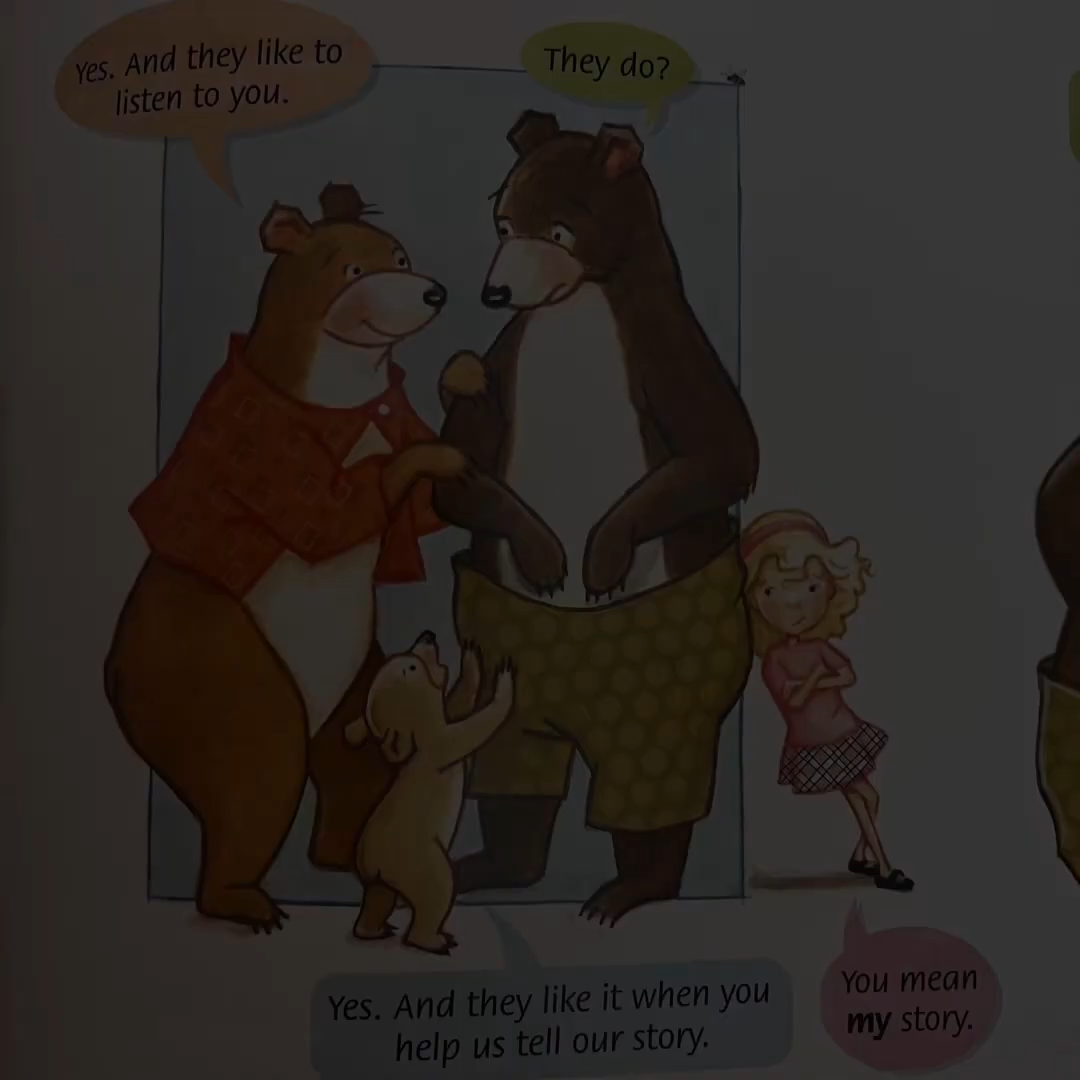 Yes. And they like to
listen to you.
They do?
Yes. And they like it when you
help us tell our story.
You mean
my story.